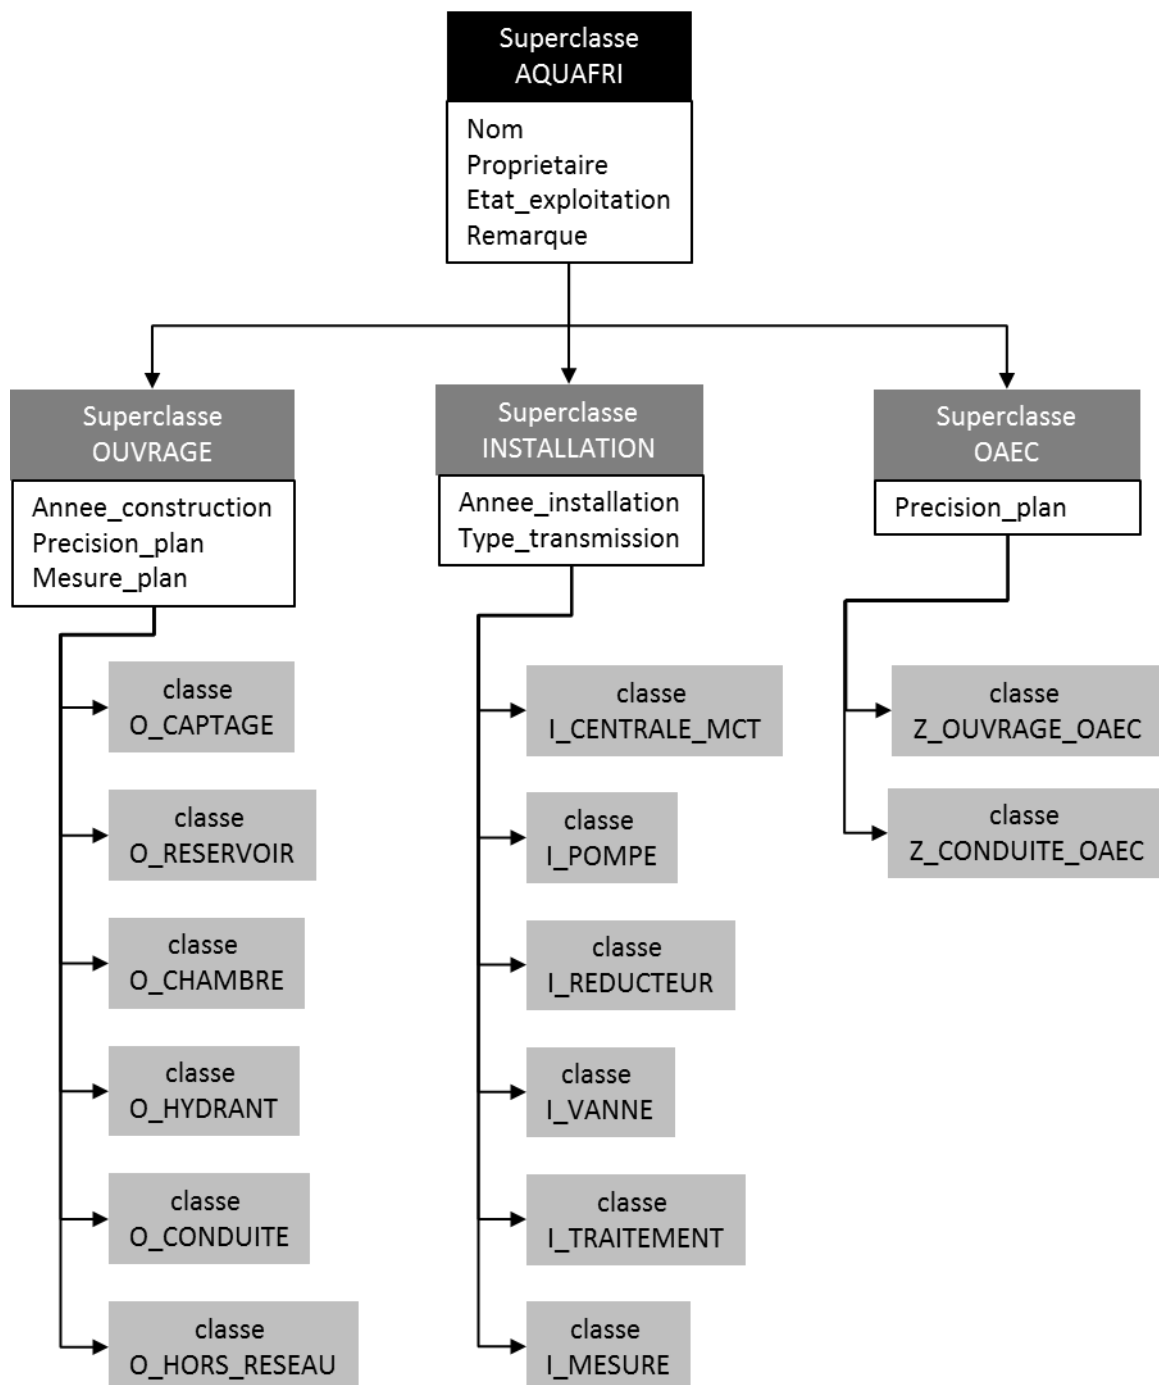 Superclasse
AQUAFRI
Nom
Proprietaire
Etat_exploitation
Remarque
Superclasse
OUVRAGE
Annee_construction
Precision_plan
Mesure_plan
classe
O_CAPTAGE
classe
O_RESERVOIR
classe
O_CHAMBRE
classe
O_HYDRANT
classe
O_CONDUITE
classe
O_HORS_RESEAU
Superclasse
INSTALLATION
Annee_installation
Type_transmission
classe
I_CENTRALE_MCT
classe
I_POMPE
classe
I_REDUCTEUR
classe
I_VANNE
classe
I_TRAITEMENT
classe
I_MESURE
Superclasse
OAEC
Precision_plan
classe
Z_OUVRAGE_OAEC
classe
Z_CONDUITE_OAEC